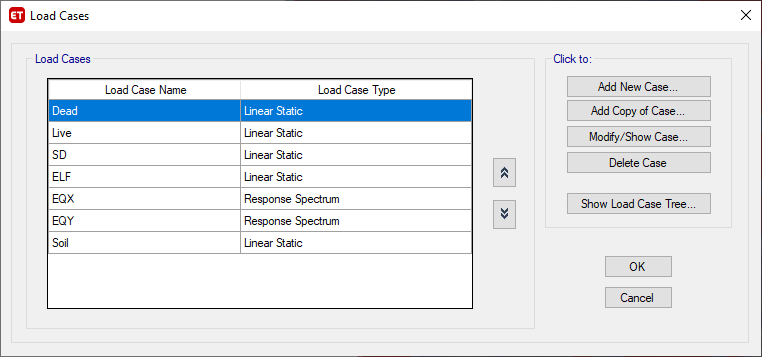 ET Load Cases
Load Cases
Click to:
Load Case Name Load Case Type
Dead Linear Static
Live Linear Static
SD Linear Static
ELF Linear Static
EQX Response Spectrum
EQY Response Spectrum
Soil Linear Static
Add New Case...
Add Copy of Case...
Modify/Show Case...
Delete Case
Show Load Case Tree...
OK
Cancel